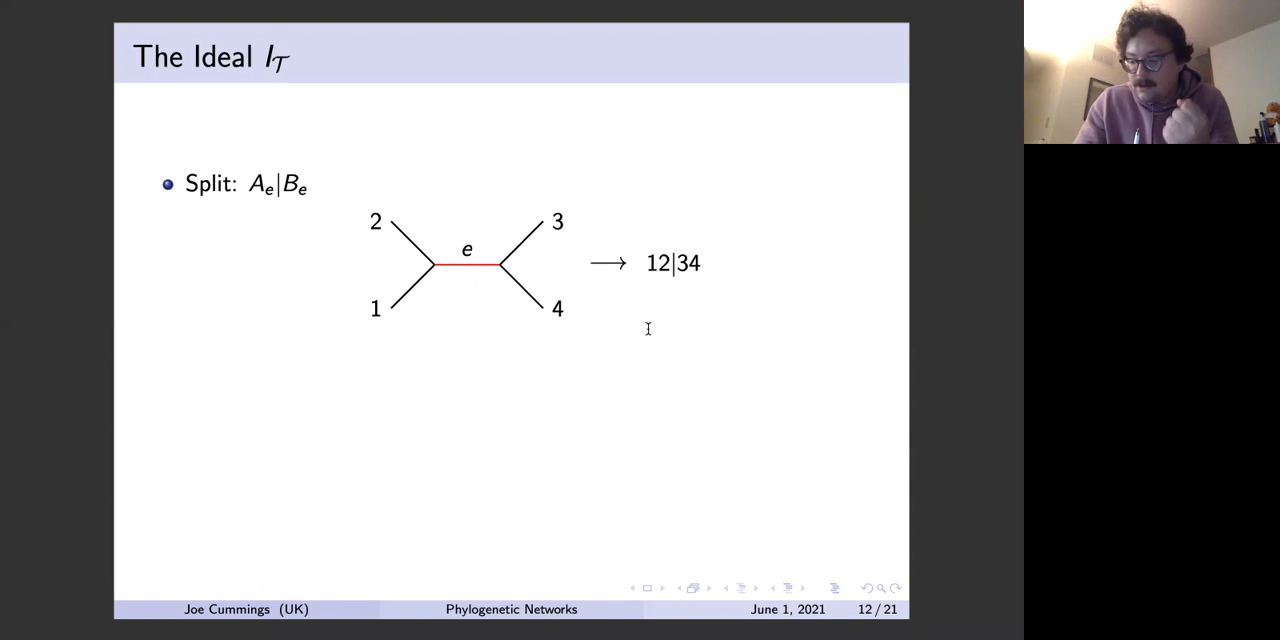 The Ideal I_𝒯
Split: A_e|B_e
2 3
e
⟶ 12|34
1 4
Joe Cummings (UK) Phylogenetic Networks June 1, 2021 12 / 21